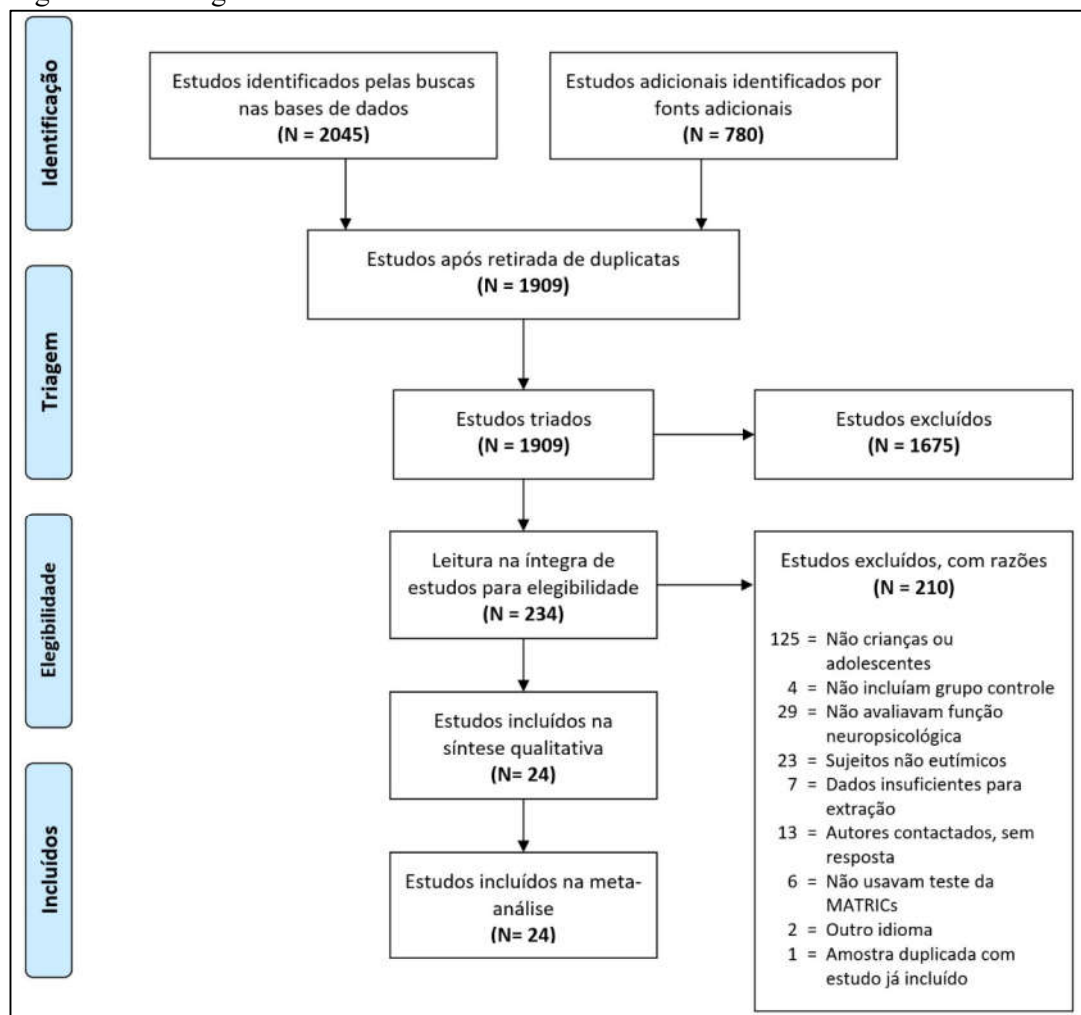 Identificação
Estudos identificados pelas buscas
nas bases de dados
(N = 2045)
Estudos adicionais identificados por
fonts adicionais
(N = 780)
Estudos após retirada de duplicatas
(N = 1909)
Triagem
Estudos triados
(N = 1909)
Estudos excluídos
(N = 1675)
Elegibilidade
Leitura na íntegra de
estudos para elegibilidade
(N = 234)
Estudos excluídos, com razões
(N = 210)
125 = Não crianças ou
adolescentes
4 = Não incluíam grupo controle
29 = Não avaliavam função
neuropsicológica
23 = Sujeitos não eutímicos
7 = Dados insuficientes para
extração
13 = Autores contactados, sem
resposta
6 = Não usavam teste da
MATRICs
2 = Outro idioma
1 = Amostra duplicada com
estudo já incluído
Estudos incluídos na
síntese qualitativa
(N= 24)
Incluídos
Estudos incluídos na meta-
análise
(N= 24)